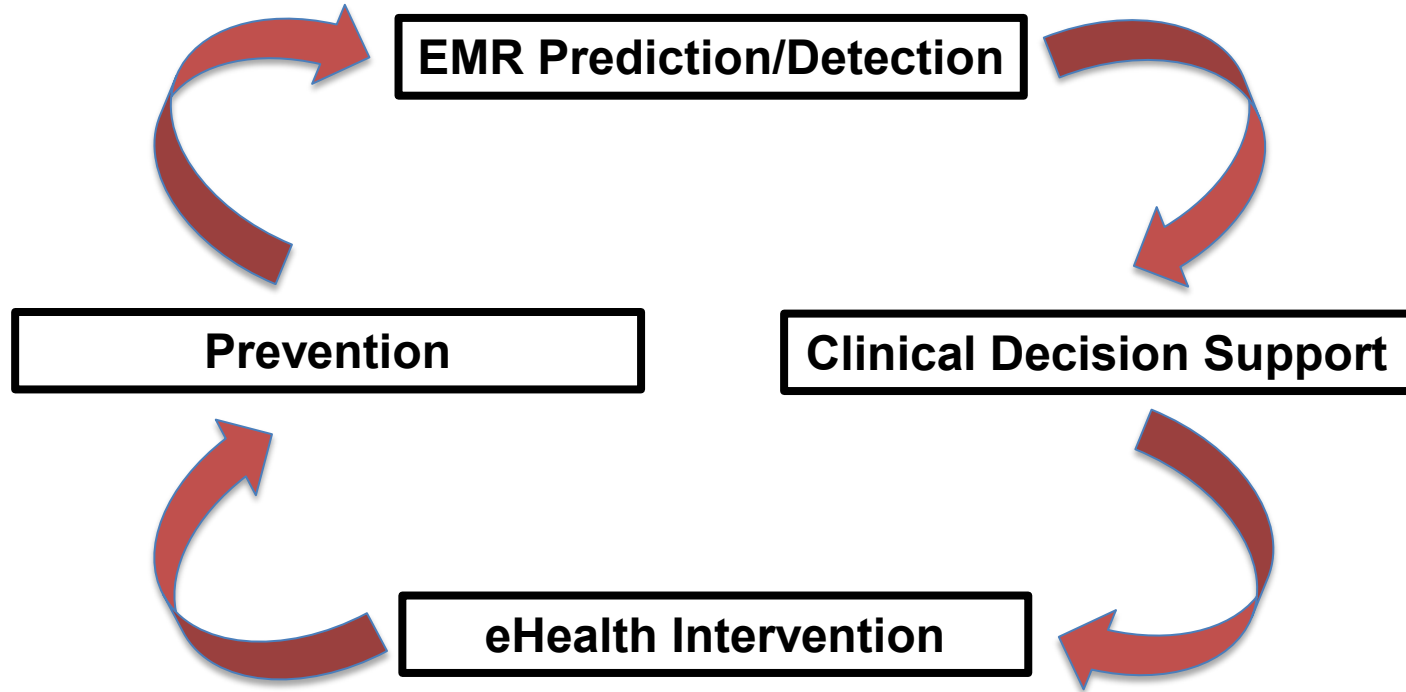 EMR Prediction/Detection
Prevention
Clinical Decision Support
eHealth Intervention